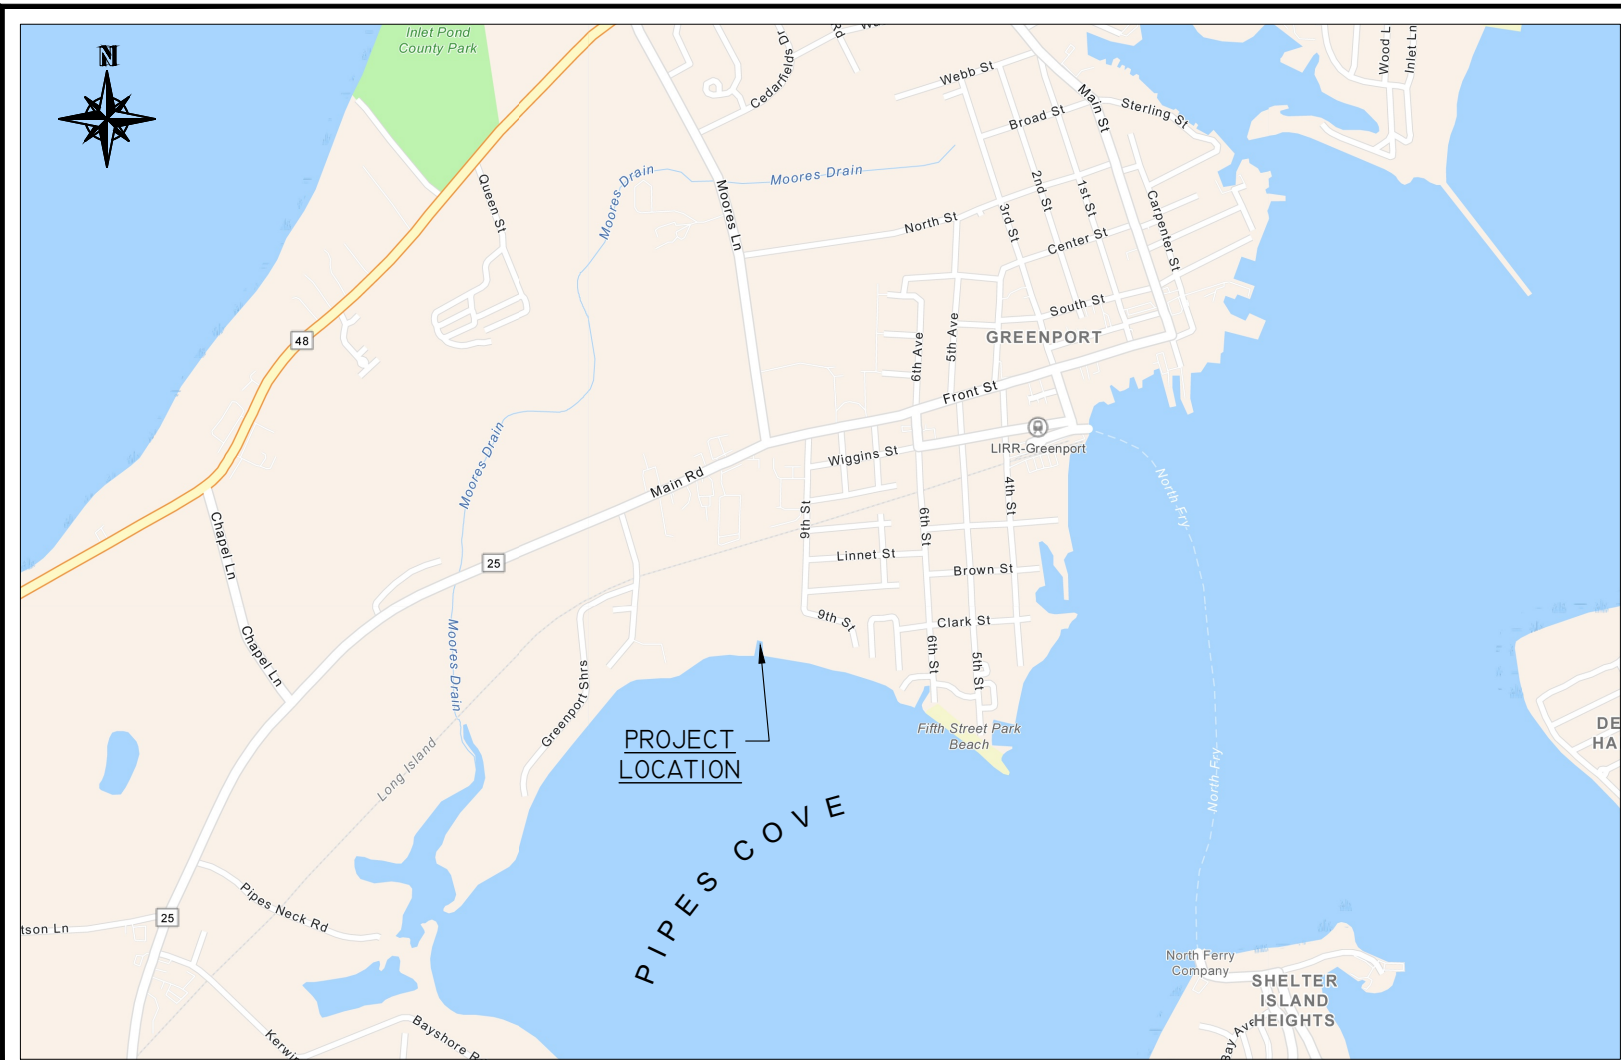 Inlet Pond
County Park
N
Cedarfields Dr
Rd
Webb St
Main St
Broad St
Sterling St
Wood L
Inlet Ln
Moores Drain
Moores Drain
Queen St
Moores Ln
North St
3rd St
2nd St
1st St
Carpenter St
Center St
South St
48
GREENPORT
6th Ave
5th Ave
Front St
LIRR-Greenport
Wiggins St
Main Rd
Moores Drain
North Fry
9th St
6th St
4th St
Chapel Ln
25
Linnet St
Brown St
9th St
Clark St
6th St
5th St
Chapel Ln
Moores Drain
Greenport Shrs
Fifth Street Park
Beach
PROJECT
LOCATION
Long Island
North Fry
DE
HA
PIPES COVE
Pipes Neck Rd
25
tson Ln
North Ferry
Company
SHELTER
ISLAND
HEIGHTS
Bay Ave
Kerwi
Bayshore R